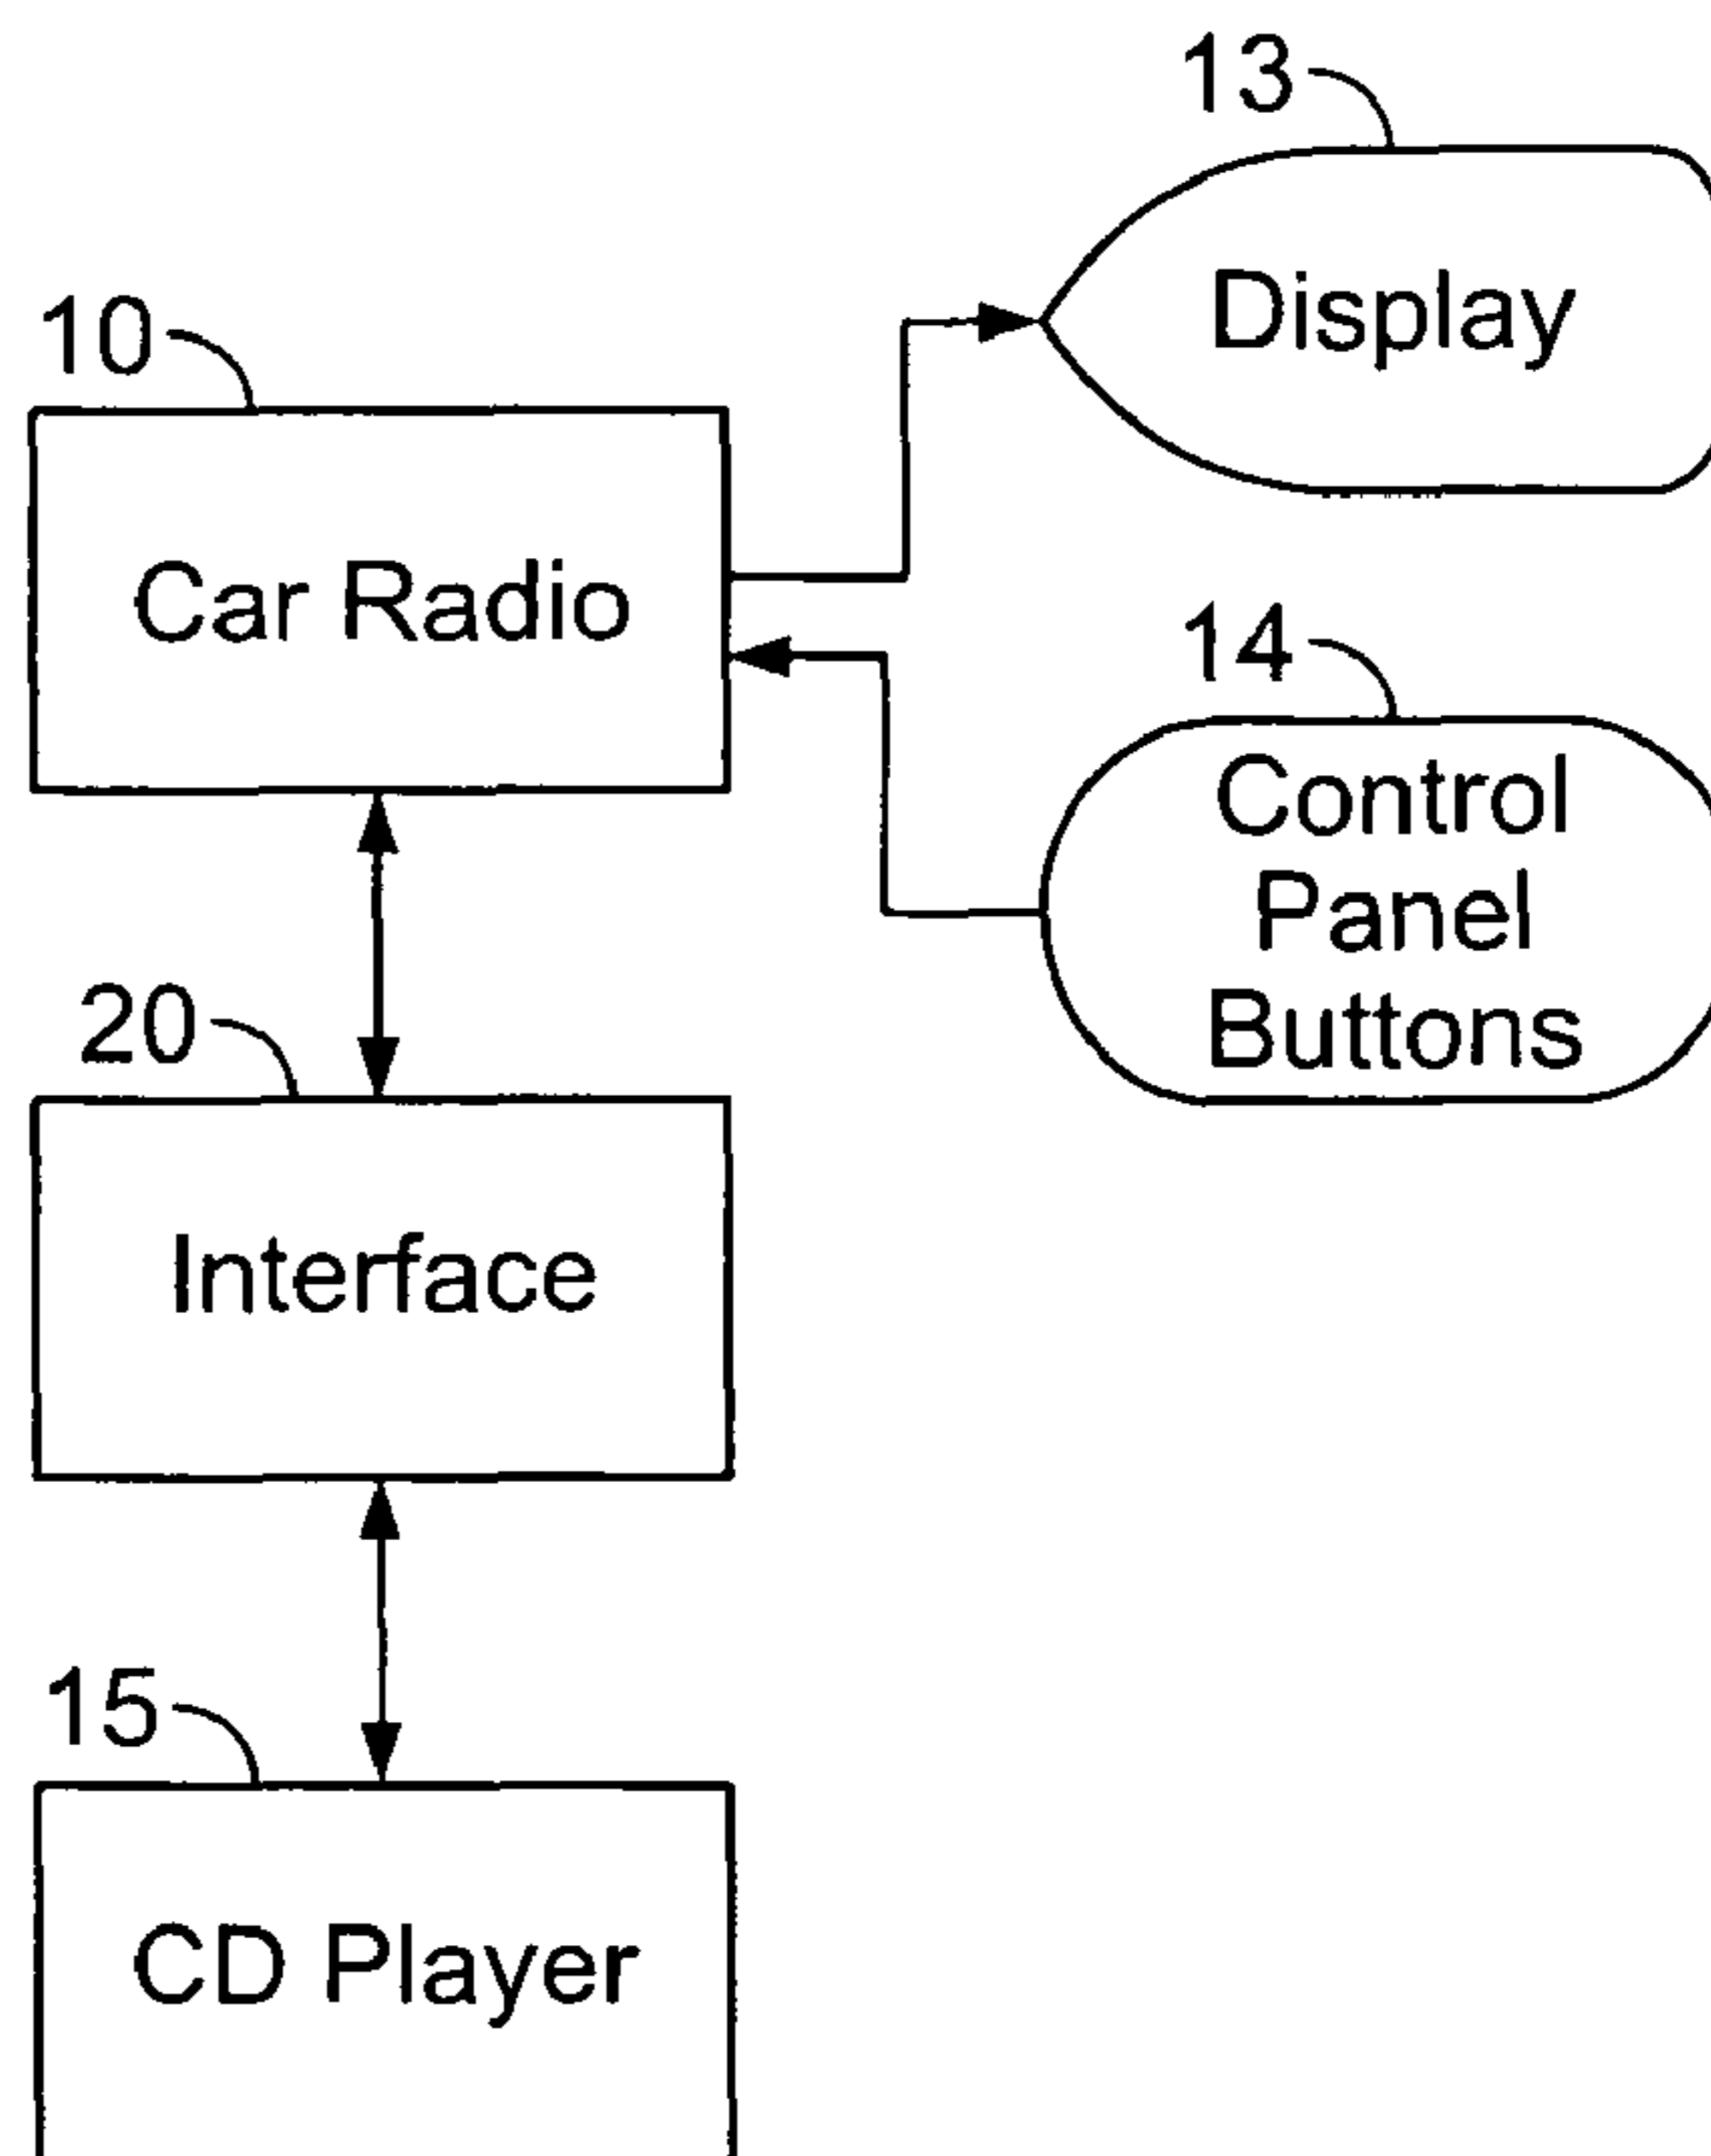 13
Display
10
Car Radio
14
Control
Panel
Buttons
20
Interface
15
CD Player